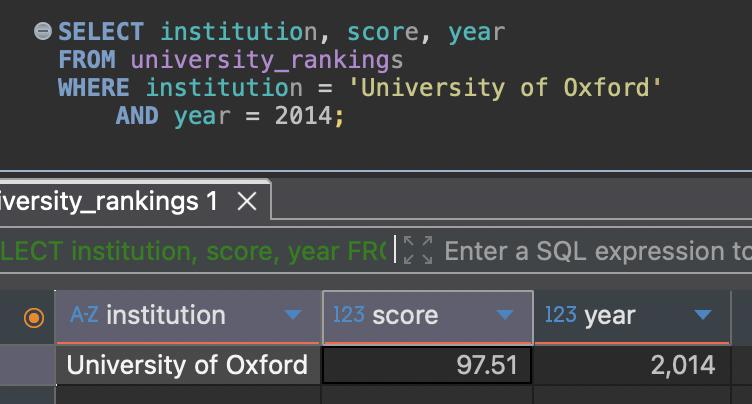 SELECT institution, score, year
FROM university_rankings
WHERE institution = 'University of Oxford'
AND year = 2014;
iversity_rankings 1
LECT institution, score, year FR Enter a SQL expression to
A-Z institution 123 score 123 year
University of Oxford 97.51 2,014